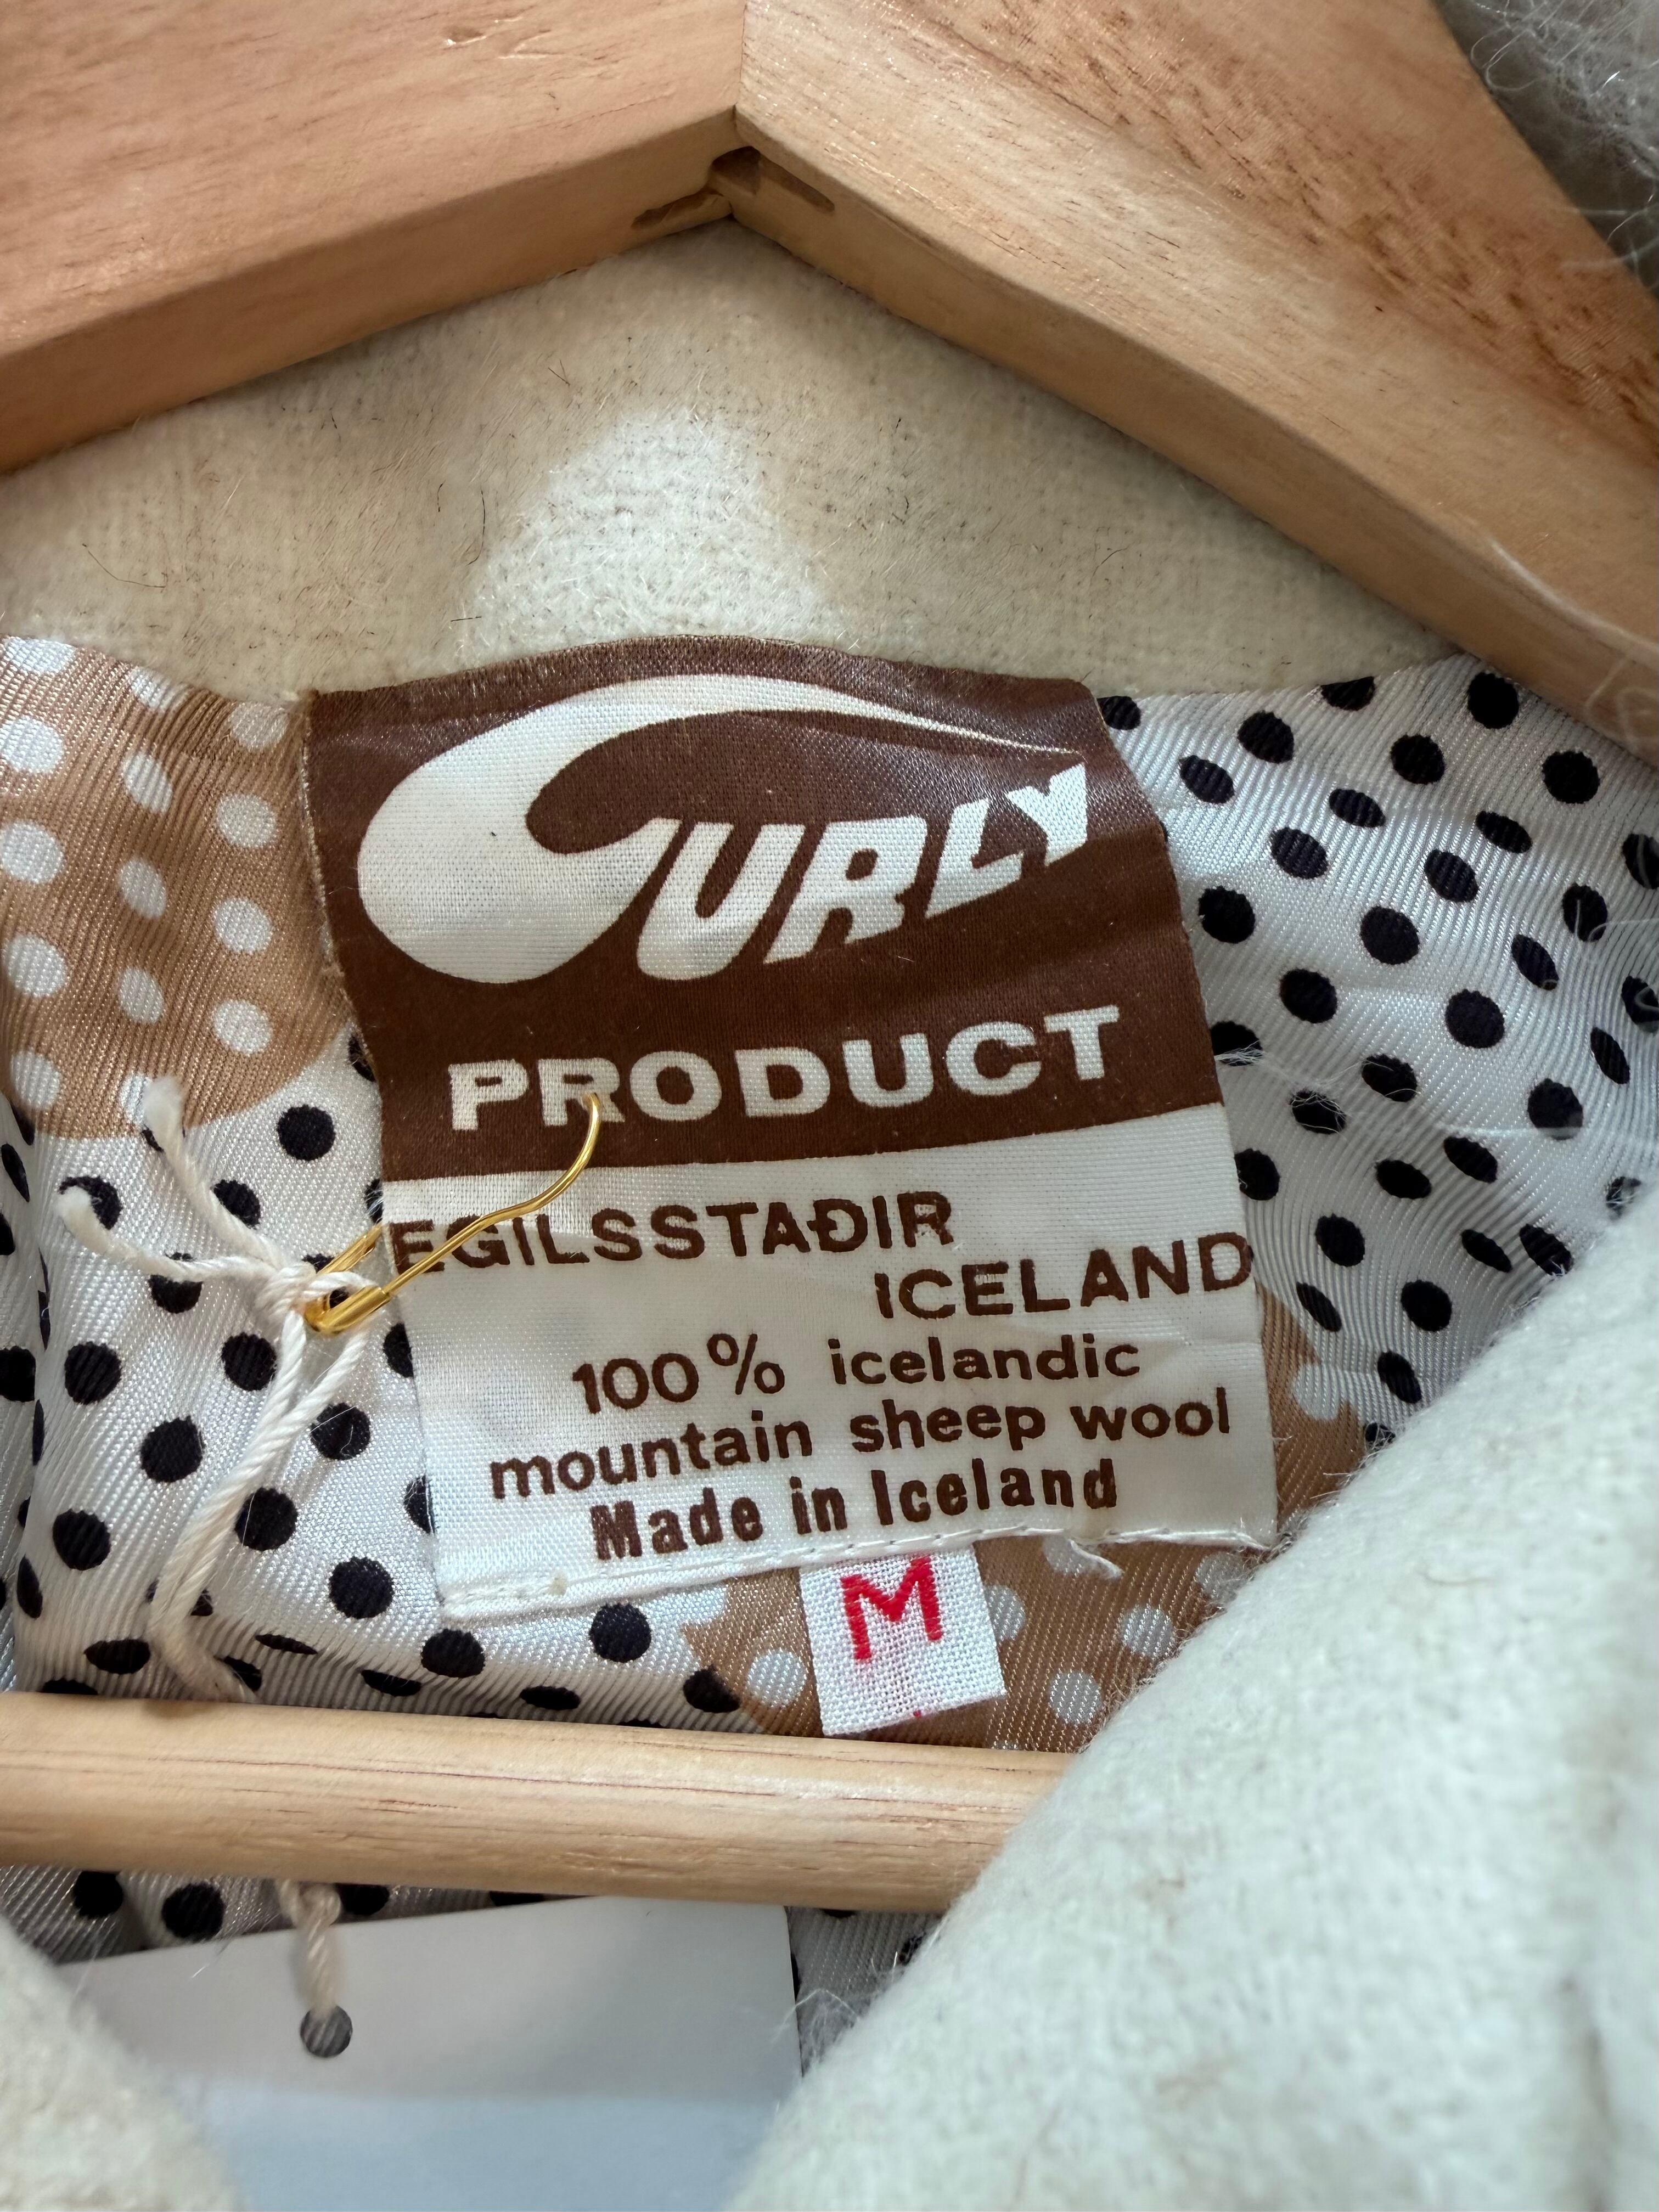 CURLY
PRODUCT
EGILSSTAÐIR
ICELAND
100% icelandic
mountain sheep wool
Made in Iceland
M